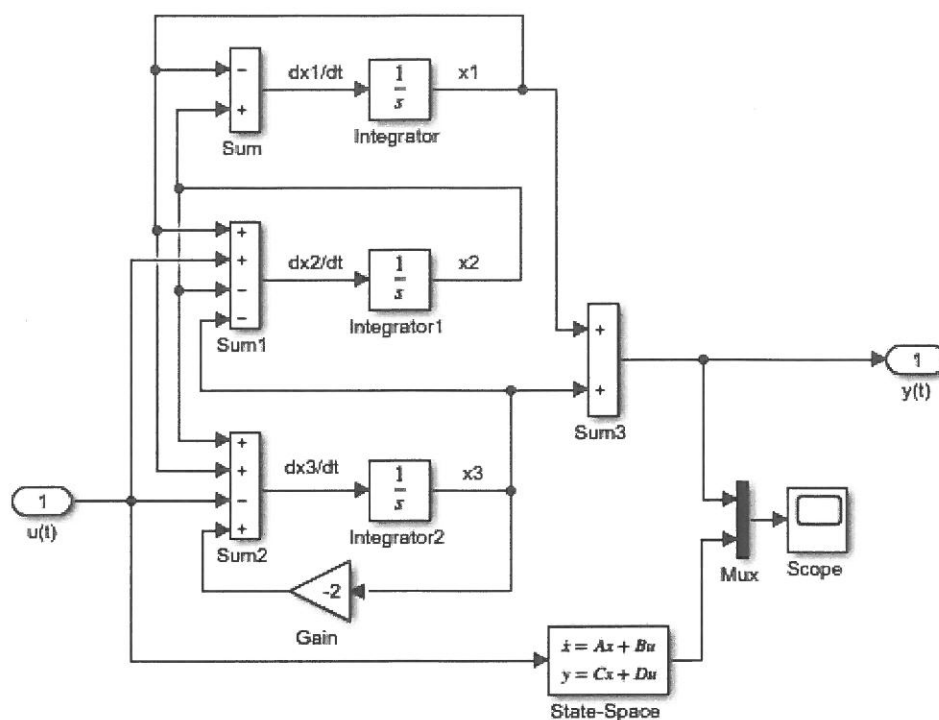 −
+
dx1/dt
1
s
x1
Sum
Integrator
+
+
−
−
dx2/dt
1
s
x2
Sum1
Integrator1
+
+
Sum3
1
y(t)
+
+
−
+
dx3/dt
1
s
x3
1
u(t)
Sum2
Integrator2
-2
Gain
Mux
Scope
ẋ = Ax + Bu
y = Cx + Du
State-Space